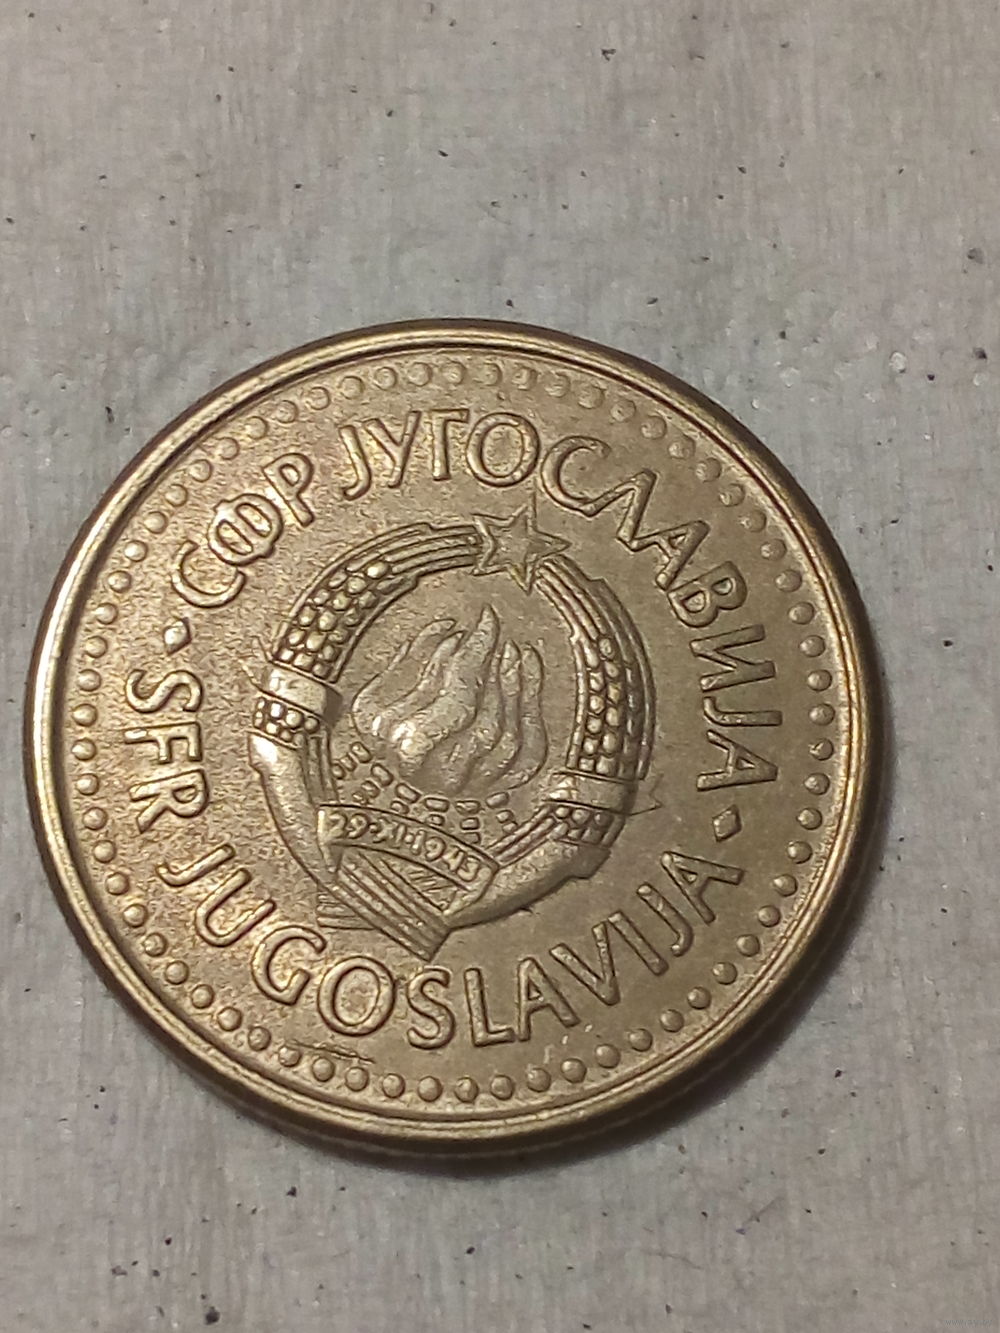 СФР ЈУГОСЛАВИЈА
SFR JUGOSLAVIJA
29·XI·1943